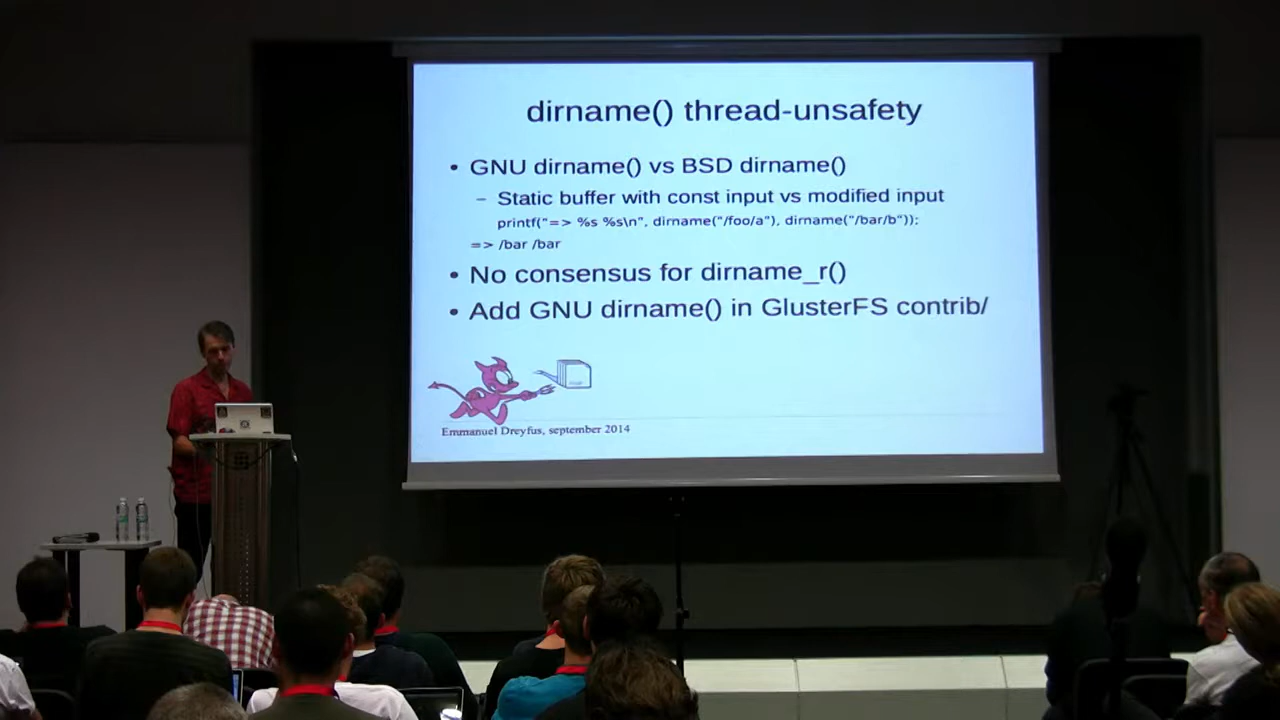 dirname() thread-unsafety
• GNU dirname() vs BSD dirname()
– Static buffer with const input vs modified input
printf("=> %s %s\n", dirname("/foo/a"), dirname("/bar/b"));
=> /bar /bar
• No consensus for dirname_r()
• Add GNU dirname() in GlusterFS contrib/
Emmanuel Dreyfus, september 2014